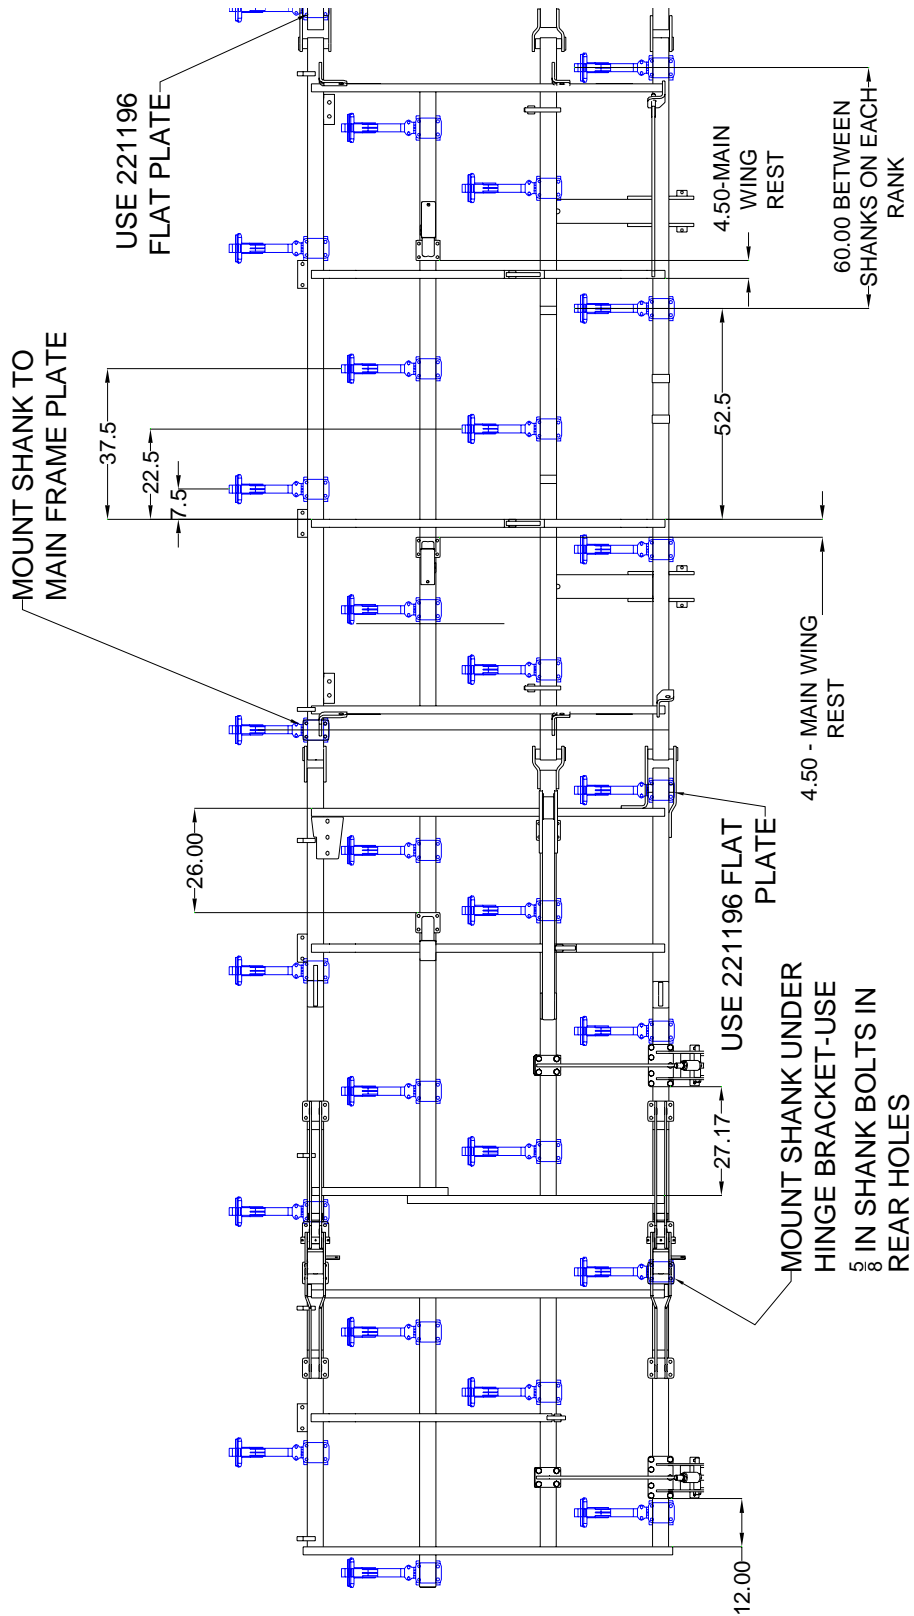 USE 221196
FLAT PLATE
4.50-MAIN
WING
REST
60.00 BETWEEN
SHANKS ON EACH
RANK
MOUNT SHANK TO
MAIN FRAME PLATE
37.5
22.5
7.5
52.5
4.50 - MAIN WING
REST
26.00
USE 221196 FLAT
PLATE
27.17
MOUNT SHANK UNDER
HINGE BRACKET-USE
5/8 IN SHANK BOLTS IN
REAR HOLES
12.00